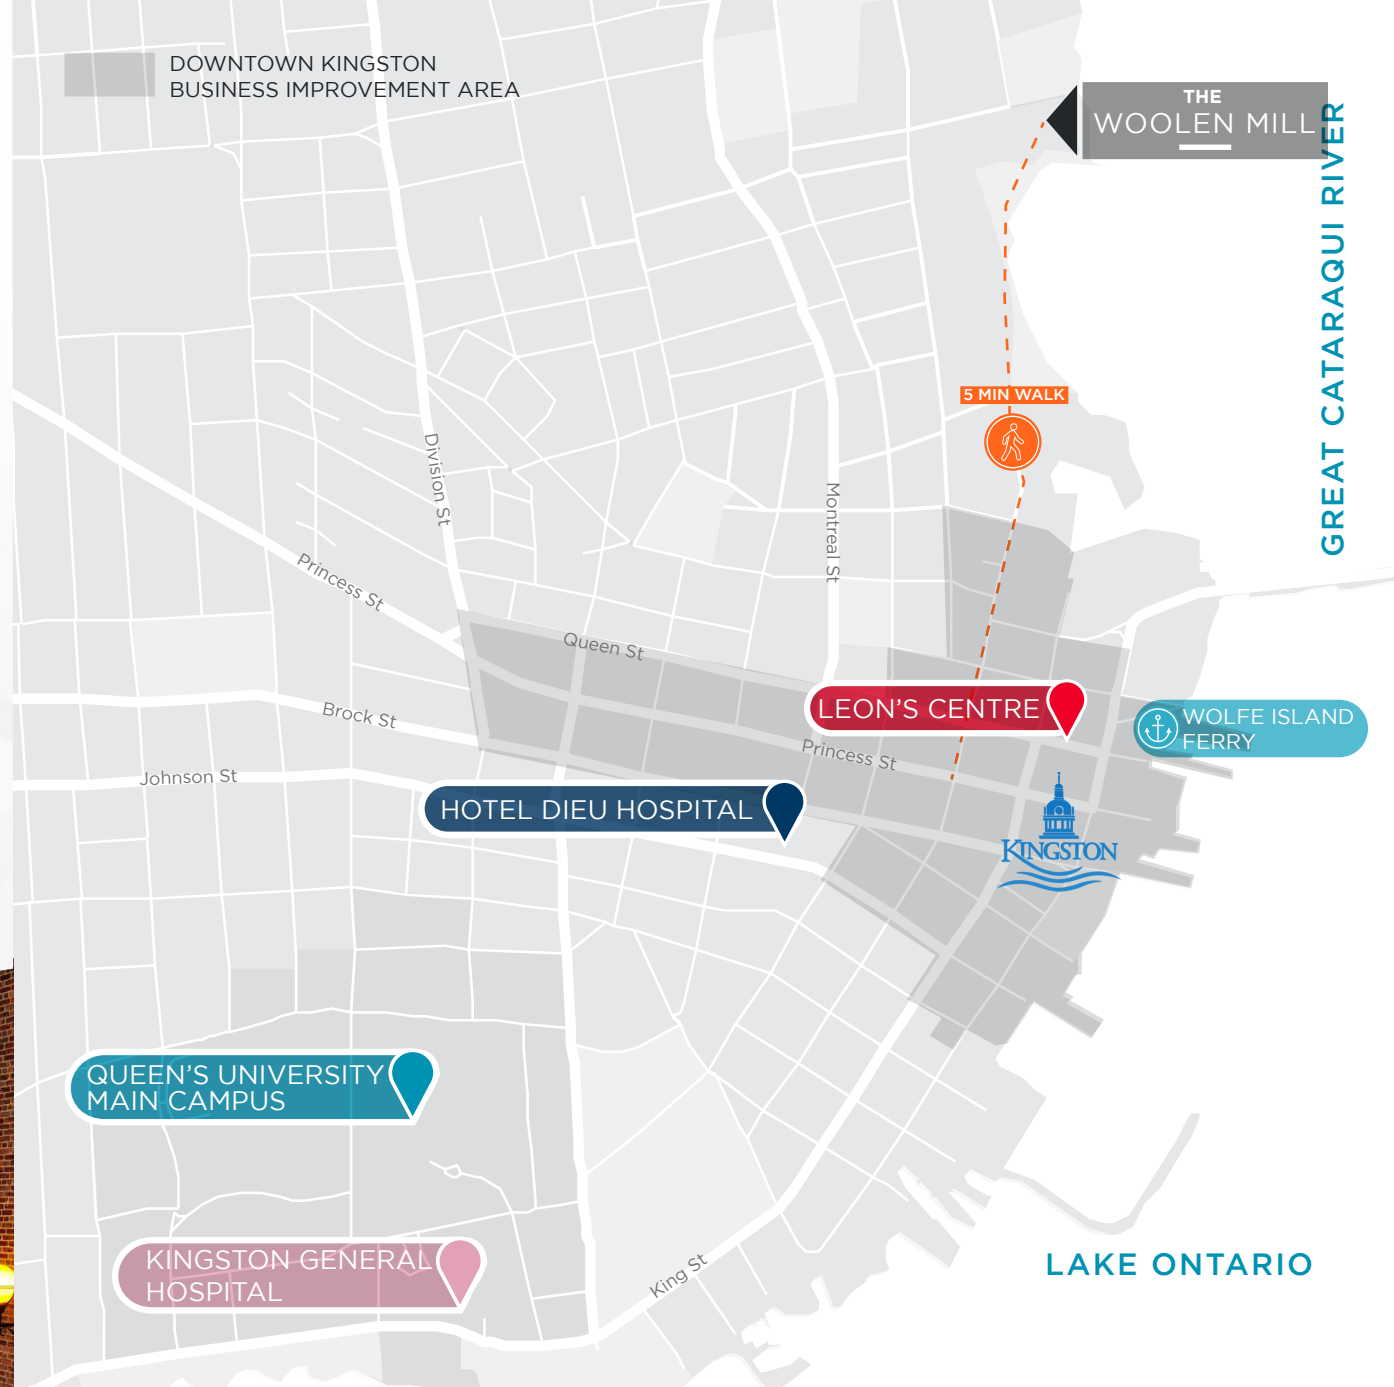 DOWNTOWN KINGSTON
BUSINESS IMPROVEMENT AREA
THE
WOOLEN MILL
GREAT CATARAQUI RIVER
5 MIN WALK
Division St
Montreal St
Princess St
Queen St
LEON'S CENTRE
WOLFE ISLAND
FERRY
Brock St
Princess St
Johnson St
HOTEL DIEU HOSPITAL
KINGSTON
QUEEN'S UNIVERSITY
MAIN CAMPUS
KINGSTON GENERAL
HOSPITAL
King St
LAKE ONTARIO